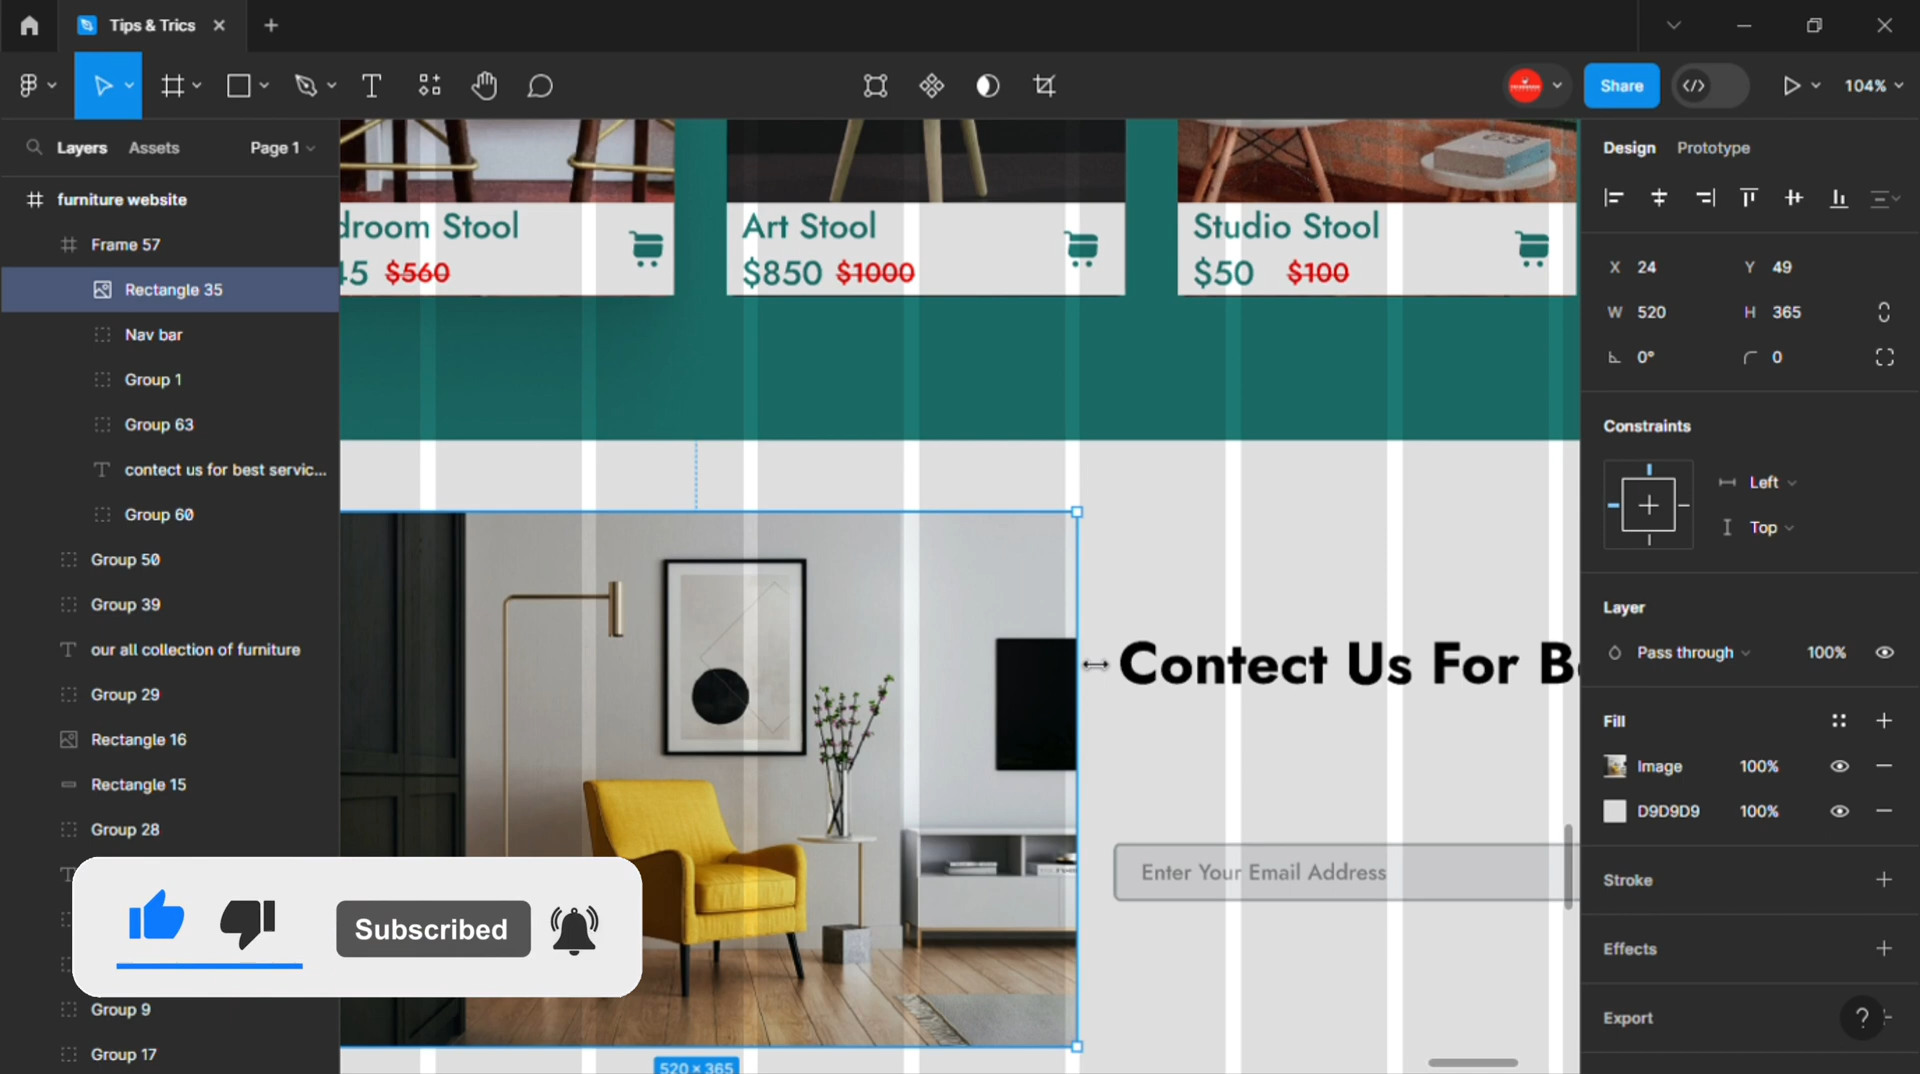 Tips & Trics
Share
104%
Layers Assets Page 1
furniture website
Frame 57
Rectangle 35
Nav bar
Group 1
Group 63
contect us for best servic...
Group 60
Group 50
Group 39
our all collection of furniture
Group 29
Rectangle 16
Rectangle 15
Group 28
Group 9
Group 17
droom Stool
45 $560
Art Stool
$850 $1000
Studio Stool
$50 $100
Contect Us For B
Enter Your Email Address
520 × 365
Subscribed
Design Prototype
X 24 Y 49
W 520 H 365
0° 0
Constraints
Left
Top
Layer
Pass through 100%
Fill
Image 100%
D9D9D9 100%
Stroke
Effects
Export
?